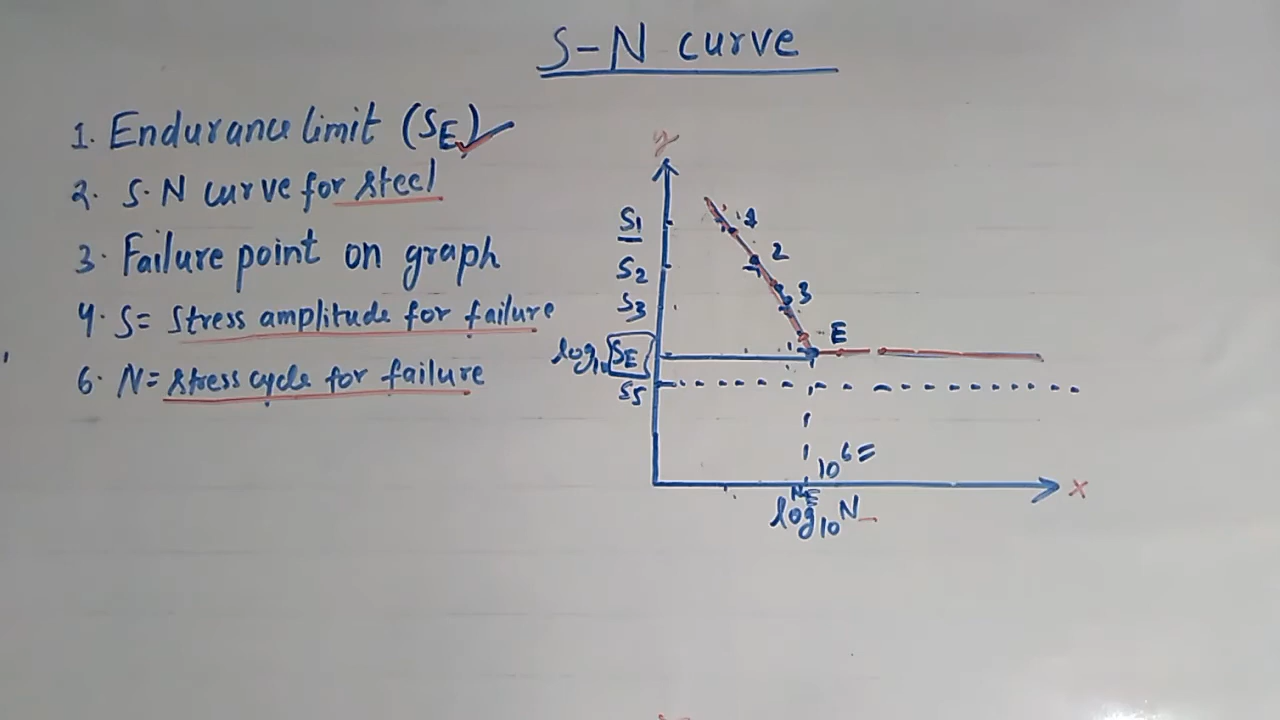 S-N curve
1. Endurance limit (SE)
2. S-N curve for steel
3. Failure point on graph
4. S= Stress amplitude for failure
6. N= stress cycle for failure
y
S1
S2
S3
log10 SE
S5
1
2
3
E
10^6=
NE
log10 N
x